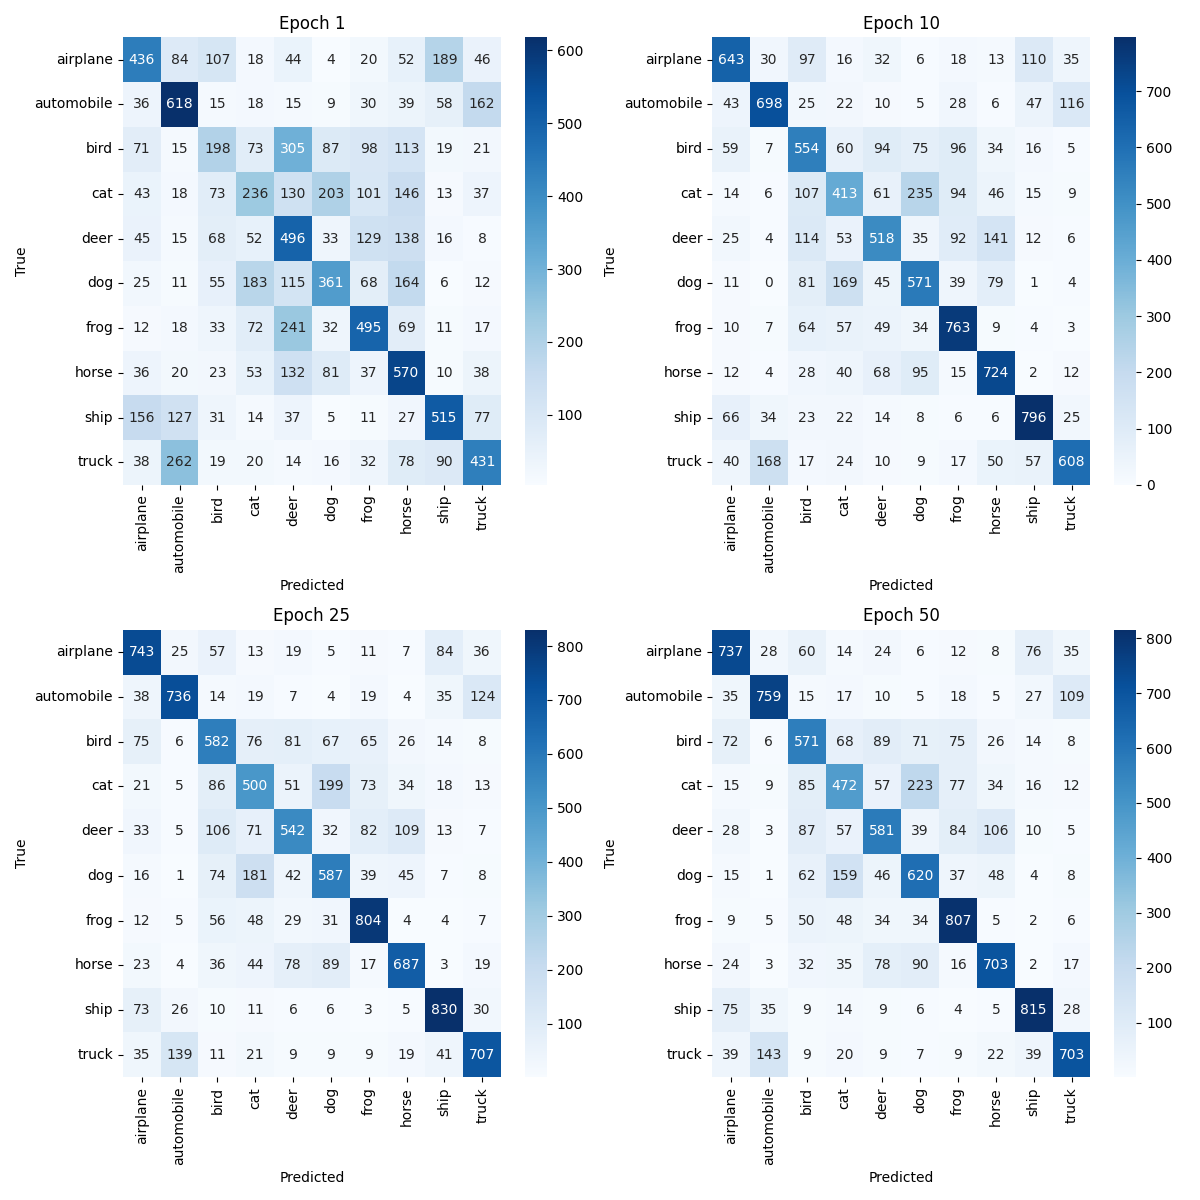 Epoch 1
airplane 436 84 107 18 44 4 20 52 189 46
automobile 36 618 15 18 15 9 30 39 58 162
bird 71 15 198 73 305 87 98 113 19 21
cat 43 18 73 236 130 203 101 146 13 37
deer 45 15 68 52 496 33 129 138 16 8
dog 25 11 55 183 115 361 68 164 6 12
frog 12 18 33 72 241 32 495 69 11 17
horse 36 20 23 53 132 81 37 570 10 38
ship 156 127 31 14 37 5 11 27 515 77
truck 38 262 19 20 14 16 32 78 90 431
airplane automobile bird cat deer dog frog horse ship truck
Predicted
True
600
500
400
300
200
100
Epoch 10
airplane 643 30 97 16 32 6 18 13 110 35
automobile 43 698 25 22 10 5 28 6 47 116
bird 59 7 554 60 94 75 96 34 16 5
cat 14 6 107 413 61 235 94 46 15 9
deer 25 4 114 53 518 35 92 141 12 6
dog 11 0 81 169 45 571 39 79 1 4
frog 10 7 64 57 49 34 763 9 4 3
horse 12 4 28 40 68 95 15 724 2 12
ship 66 34 23 22 14 8 6 6 796 25
truck 40 168 17 24 10 9 17 50 57 608
airplane automobile bird cat deer dog frog horse ship truck
Predicted
True
700
600
500
400
300
200
100
0
Epoch 25
airplane 743 25 57 13 19 5 11 7 84 36
automobile 38 736 14 19 7 4 19 4 35 124
bird 75 6 582 76 81 67 65 26 14 8
cat 21 5 86 500 51 199 73 34 18 13
deer 33 5 106 71 542 32 82 109 13 7
dog 16 1 74 181 42 587 39 45 7 8
frog 12 5 56 48 29 31 804 4 4 7
horse 23 4 36 44 78 89 17 687 3 19
ship 73 26 10 11 6 6 3 5 830 30
truck 35 139 11 21 9 9 9 19 41 707
airplane automobile bird cat deer dog frog horse ship truck
Predicted
True
800
700
600
500
400
300
200
100
Epoch 50
airplane 737 28 60 14 24 6 12 8 76 35
automobile 35 759 15 17 10 5 18 5 27 109
bird 72 6 571 68 89 71 75 26 14 8
cat 15 9 85 472 57 223 77 34 16 12
deer 28 3 87 57 581 39 84 106 10 5
dog 15 1 62 159 46 620 37 48 4 8
frog 9 5 50 48 34 34 807 5 2 6
horse 24 3 32 35 78 90 16 703 2 17
ship 75 35 9 14 9 6 4 5 815 28
truck 39 143 9 20 9 7 9 22 39 703
airplane automobile bird cat deer dog frog horse ship truck
Predicted
True
800
700
600
500
400
300
200
100